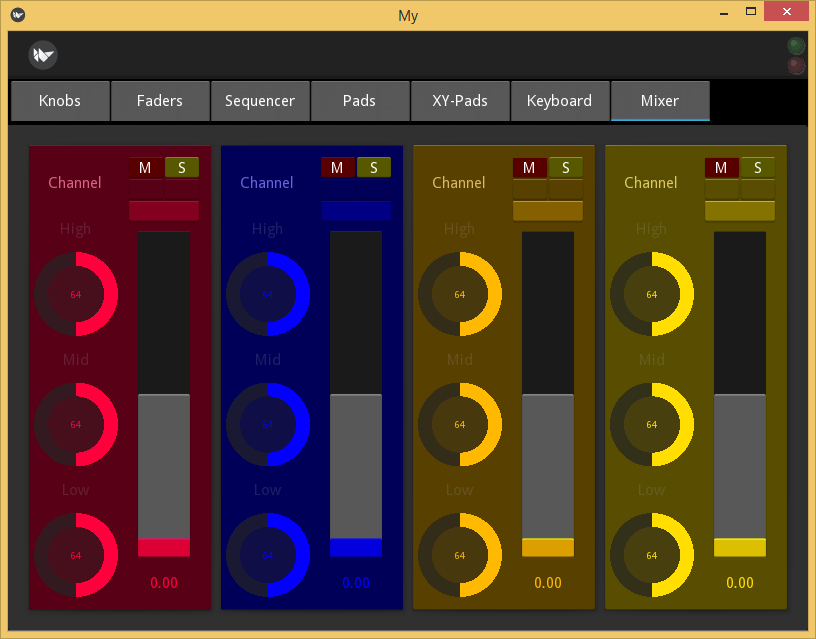 My
Knobs Faders Sequencer Pads XY-Pads Keyboard Mixer
M S M S M S M S
Channel Channel Channel Channel
High High High High
64 64 64 64
Mid Mid Mid Mid
64 64 64 64
Low Low Low Low
64 64 64 64
0.00 0.00 0.00 0.00